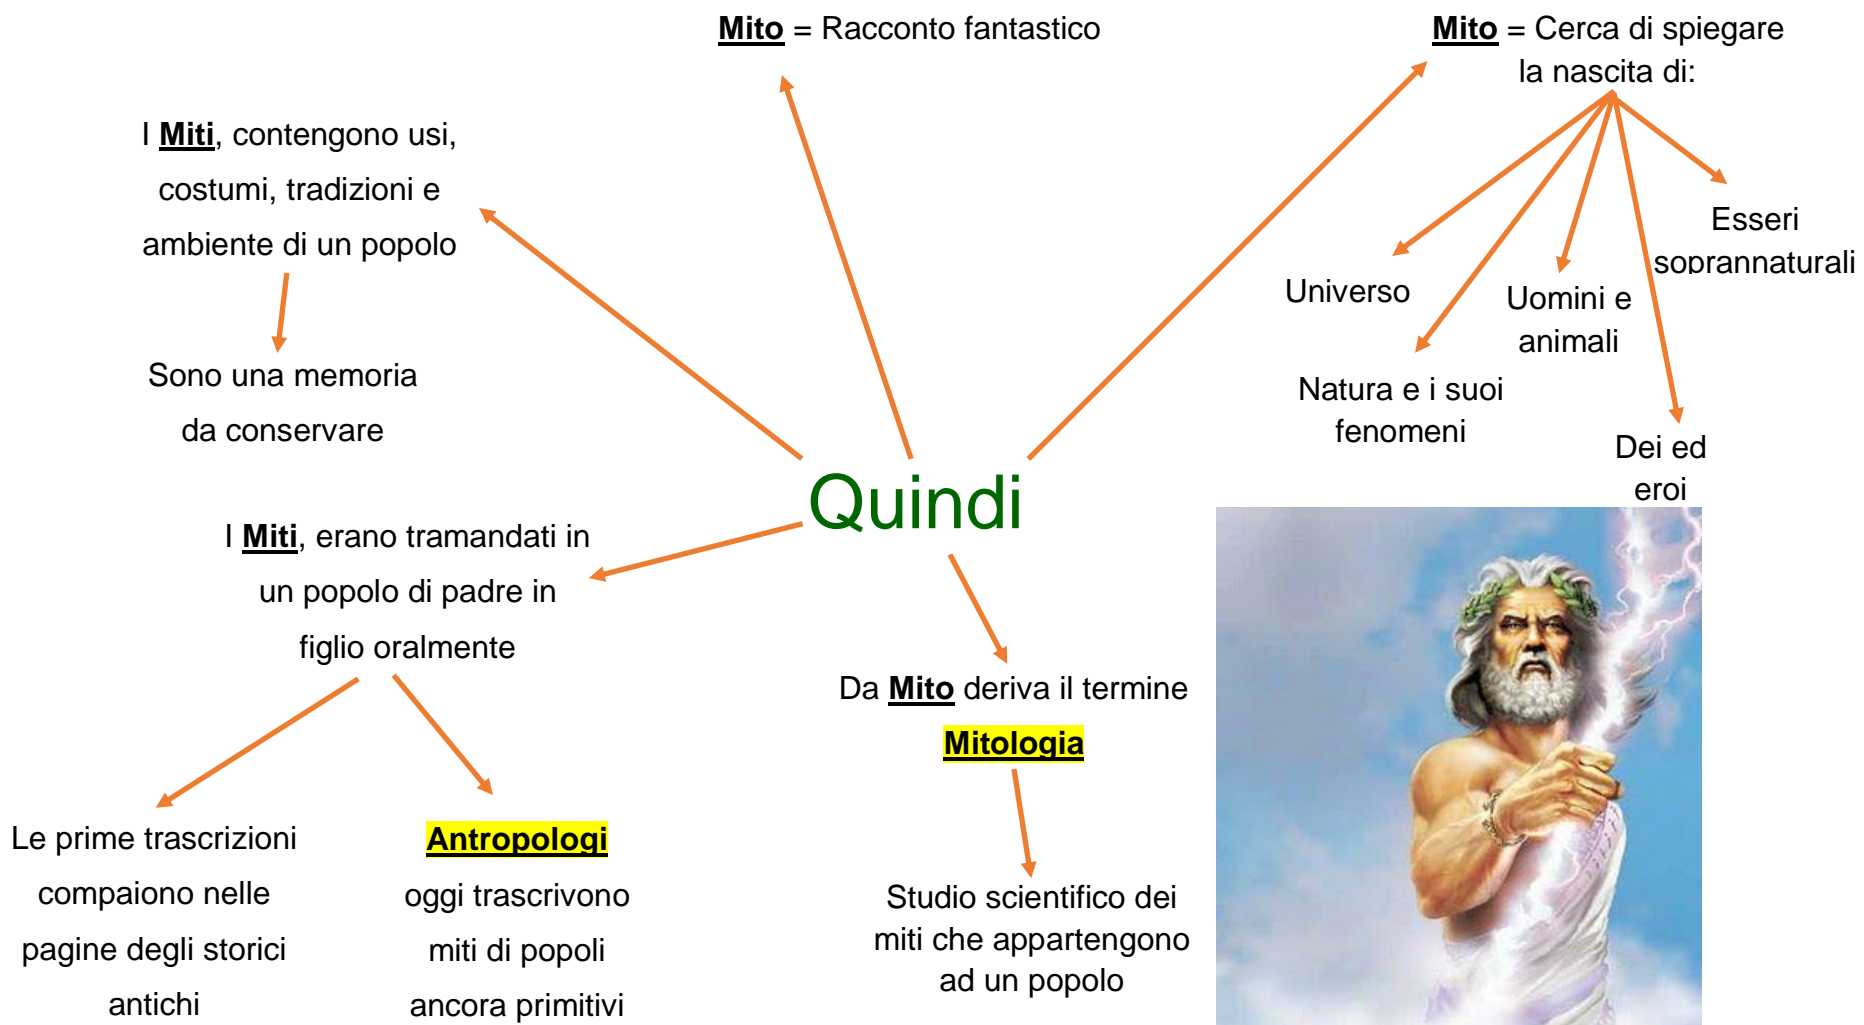 Mito = Racconto fantastico
Mito = Cerca di spiegare
la nascita di:
I Miti, contengono usi,
costumi, tradizioni e
ambiente di un popolo
Esseri
soprannaturali
Universo
Uomini e
animali
Sono una memoria
da conservare
Natura e i suoi
fenomeni
Dei ed
eroi
Quindi
I Miti, erano tramandati in
un popolo di padre in
figlio oralmente
Da Mito deriva il termine
Mitologia
Le prime trascrizioni
compaiono nelle
pagine degli storici
antichi
Antropologi
oggi trascrivono
miti di popoli
ancora primitivi
Studio scientifico dei
miti che appartengono
ad un popolo